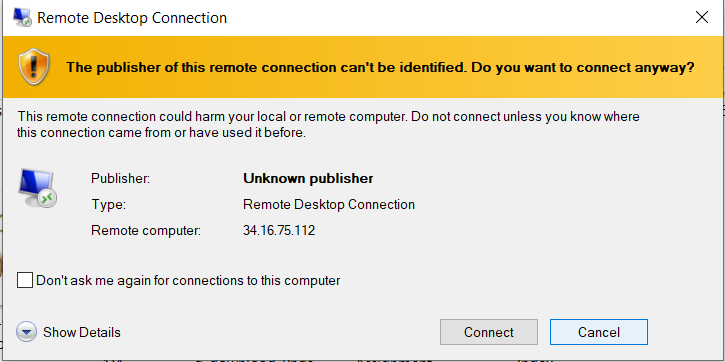 Remote Desktop Connection
The publisher of this remote connection can't be identified. Do you want to connect anyway?
This remote connection could harm your local or remote computer. Do not connect unless you know where
this connection came from or have used it before.
Publisher: Unknown publisher
Type: Remote Desktop Connection
Remote computer: 34.16.75.112
Don't ask me again for connections to this computer
Show Details Connect Cancel